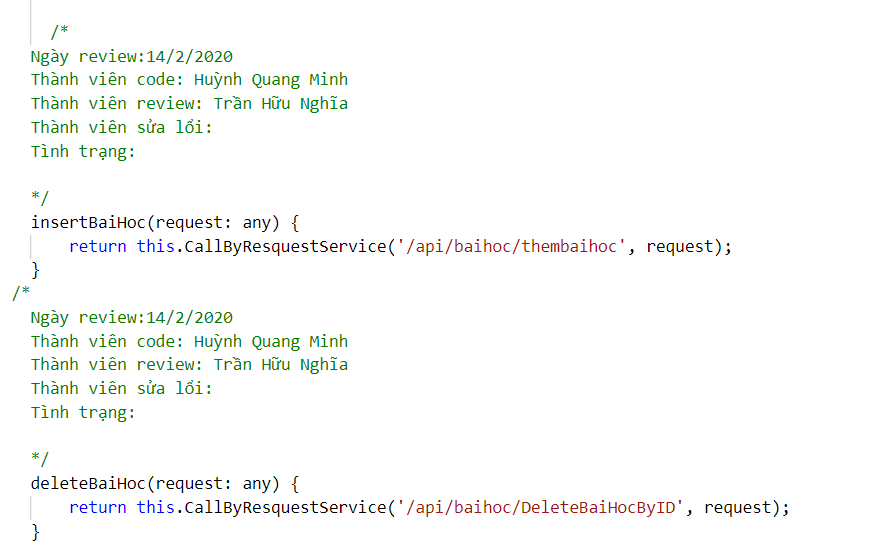 /*
Ngày review:14/2/2020
Thành viên code: Huỳnh Quang Minh
Thành viên review: Trần Hữu Nghĩa
Thành viên sửa lổi:
Tình trạng:
*/
insertBaiHoc(request: any) {
return this.CallByResquestService('/api/baihoc/thembaihoc', request);
}
/*
Ngày review:14/2/2020
Thành viên code: Huỳnh Quang Minh
Thành viên review: Trần Hữu Nghĩa
Thành viên sửa lổi:
Tình trạng:
*/
deleteBaiHoc(request: any) {
return this.CallByResquestService('/api/baihoc/DeleteBaiHocByID', request);
}